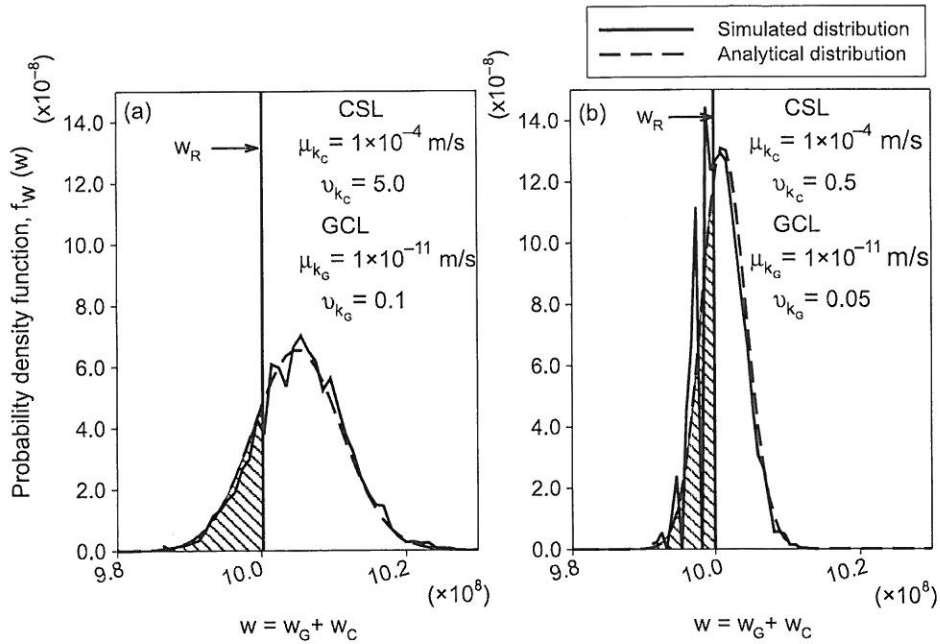 Simulated distribution
Analytical distribution
(×10⁻⁸)
(×10⁻⁸)
Probability density function, f_W (w)
(a)
14.0
12.0
10.0
8.0
6.0
4.0
2.0
0.0
w_R
CSL
μ_kC = 1×10⁻⁴ m/s
υ_kC = 5.0
GCL
μ_kG = 1×10⁻¹¹ m/s
υ_kG = 0.1
9.8
10.0
10.2
(×10⁸)
w = w_G + w_C
(b)
14.0
12.0
10.0
8.0
6.0
4.0
2.0
0.0
w_R
CSL
μ_kC = 1×10⁻⁴ m/s
υ_kC = 0.5
GCL
μ_kG = 1×10⁻¹¹ m/s
υ_kG = 0.05
9.8
10.0
10.2
(×10⁸)
w = w_G + w_C